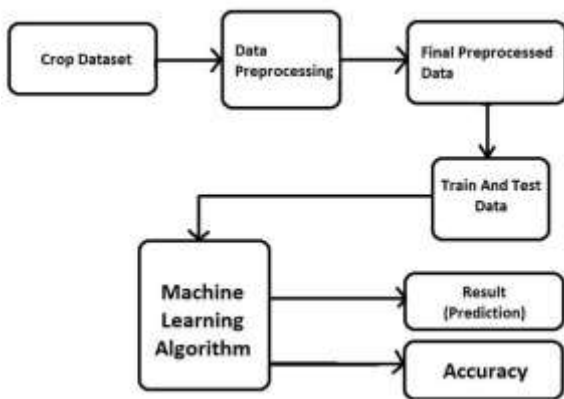 Crop Dataset
Data
Preprocessing
Final Preprocessed
Data
Train And Test
Data
Machine
Learning
Algorithm
Result
(Prediction)
Accuracy